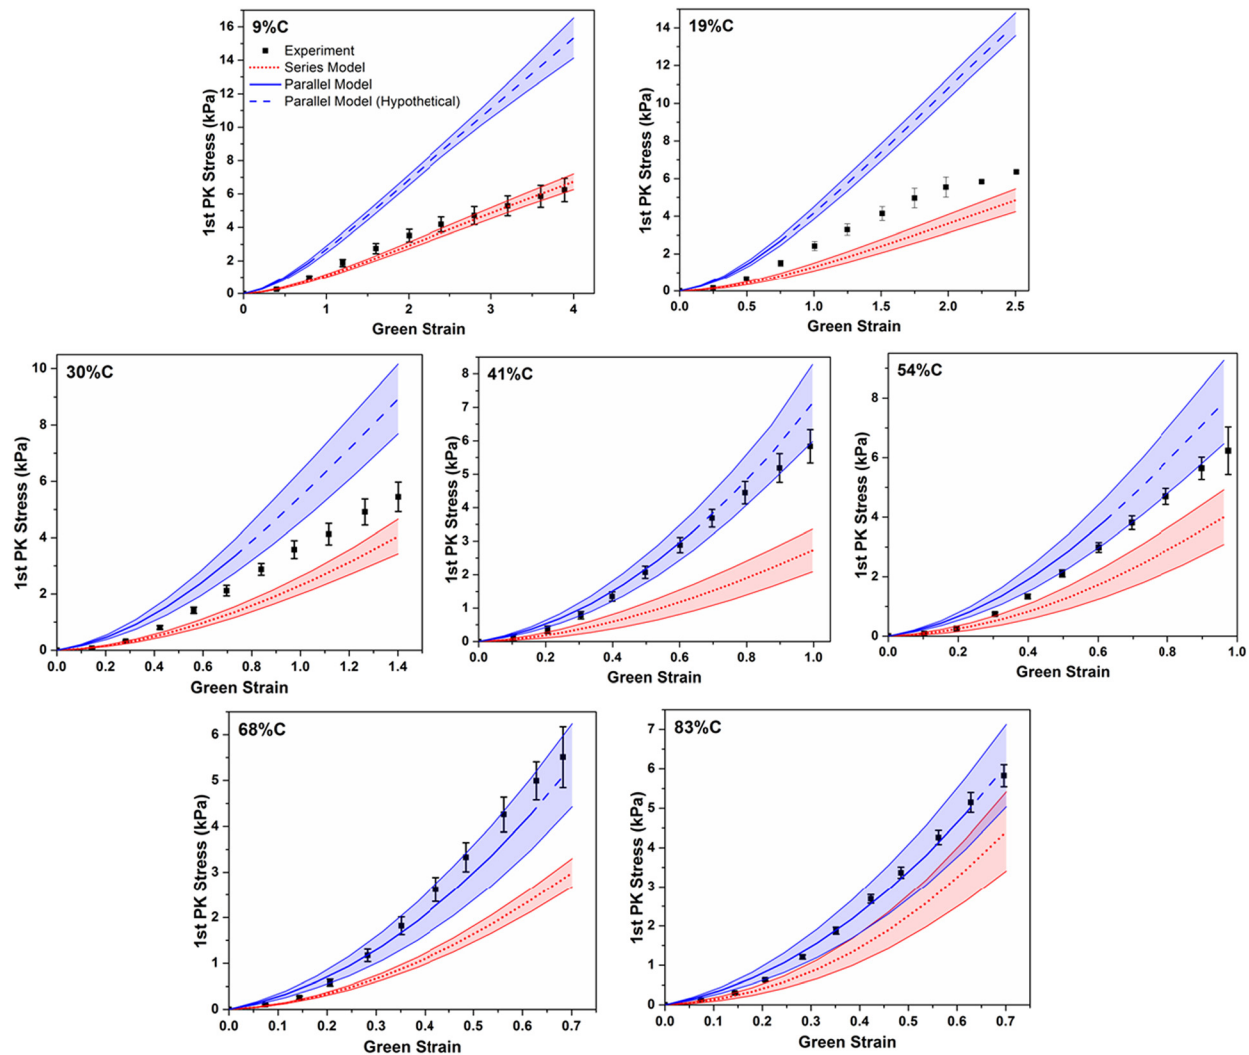 9%C
Experiment
Series Model
Parallel Model
Parallel Model (Hypothetical)
16
14
12
10
8
6
4
2
0
0 1 2 3 4
1st PK Stress (kPa)
Green Strain
19%C
14
12
10
8
6
4
2
0
0.0 0.5 1.0 1.5 2.0 2.5
1st PK Stress (kPa)
Green Strain
30%C
10
8
6
4
2
0
0.0 0.2 0.4 0.6 0.8 1.0 1.2 1.4
1st PK Stress (kPa)
Green Strain
41%C
8
7
6
5
4
3
2
1
0
0.0 0.2 0.4 0.6 0.8 1.0
1st PK Stress (kPa)
Green Strain
54%C
8
6
4
2
0
0.0 0.2 0.4 0.6 0.8 1.0
1st PK Stress (kPa)
Green Strain
68%C
6
5
4
3
2
1
0
0.0 0.1 0.2 0.3 0.4 0.5 0.6 0.7
1st PK Stress (kPa)
Green Strain
83%C
7
6
5
4
3
2
1
0
0.0 0.1 0.2 0.3 0.4 0.5 0.6 0.7
1st PK Stress (kPa)
Green Strain